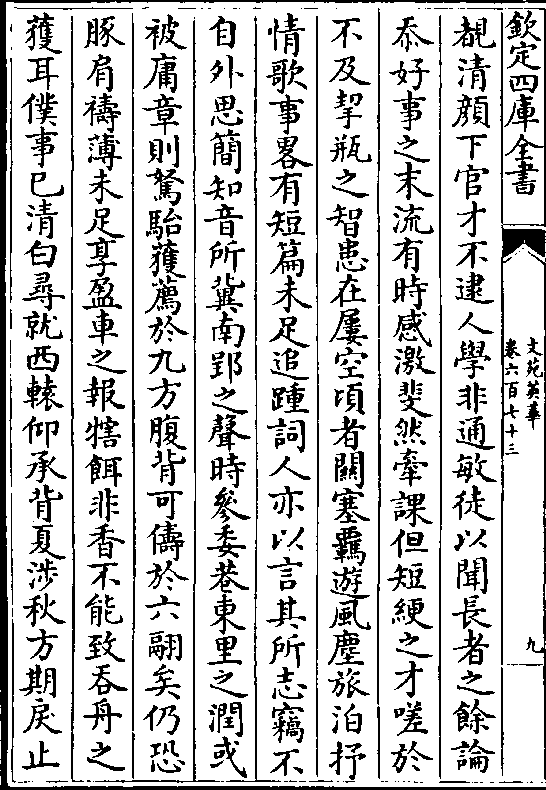 欽定四庫全書
文苑英華
卷六百七十三
九
覩清顔下官才不逮人學非通敏徒以聞長者之餘論
忝好事之末流有時感激斐然牽課但短綆之才嗟於
不及挈瓶之智患在屢空頃者關塞羈遊風塵旅泊抒
情歌事畧有短篇未足追踵詞人亦以言其所志竊不
自外思簡知音所冀南郢之聲時參委巷東里之潤或
被庸章則駑駘獲薦於九方腹背可儔於六翮矣仍恐
豚肩禱薄未足享盈車之報犗餌非香不能致吞舟之
獲耳僕事已清白尋就西轅仰承背夏涉秋方期戻止